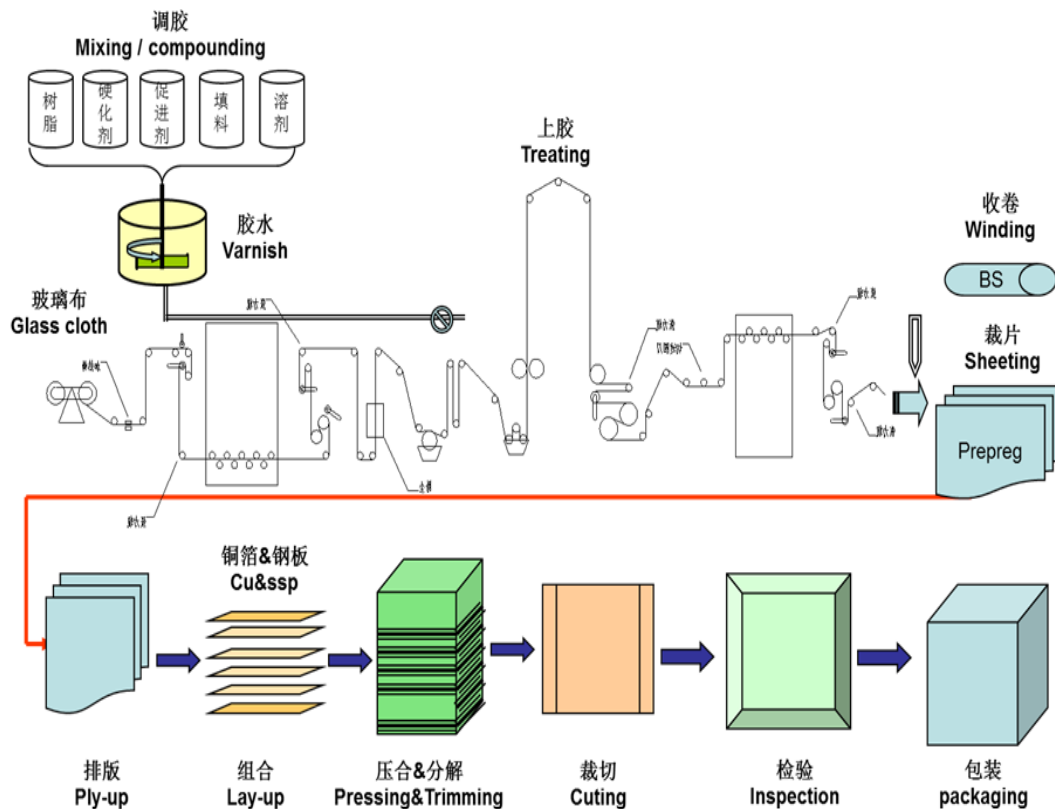 调胶
Mixing / compounding
树脂
硬化剂
促进剂
填料
溶剂
胶水
Varnish
上胶
Treating
收卷
Winding
BS
玻璃布
Glass cloth
裁片
Sheeting
Prepreg
铜箔&钢板
Cu&ssp
排版
Ply-up
组合
Lay-up
压合&分解
Pressing&Trimming
裁切
Cuting
检验
Inspection
包装
packaging